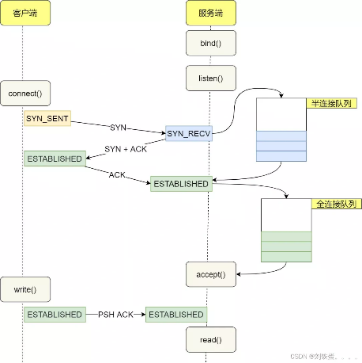 客户端
服务端
bind()
listen()
connect()
半连接队列
SYN_SENT
SYN
SYN_RECV
SYN + ACK
ESTABLISHED
ACK
ESTABLISHED
全连接队列
accept()
write()
ESTABLISHED
PSH ACK
ESTABLISHED
read()